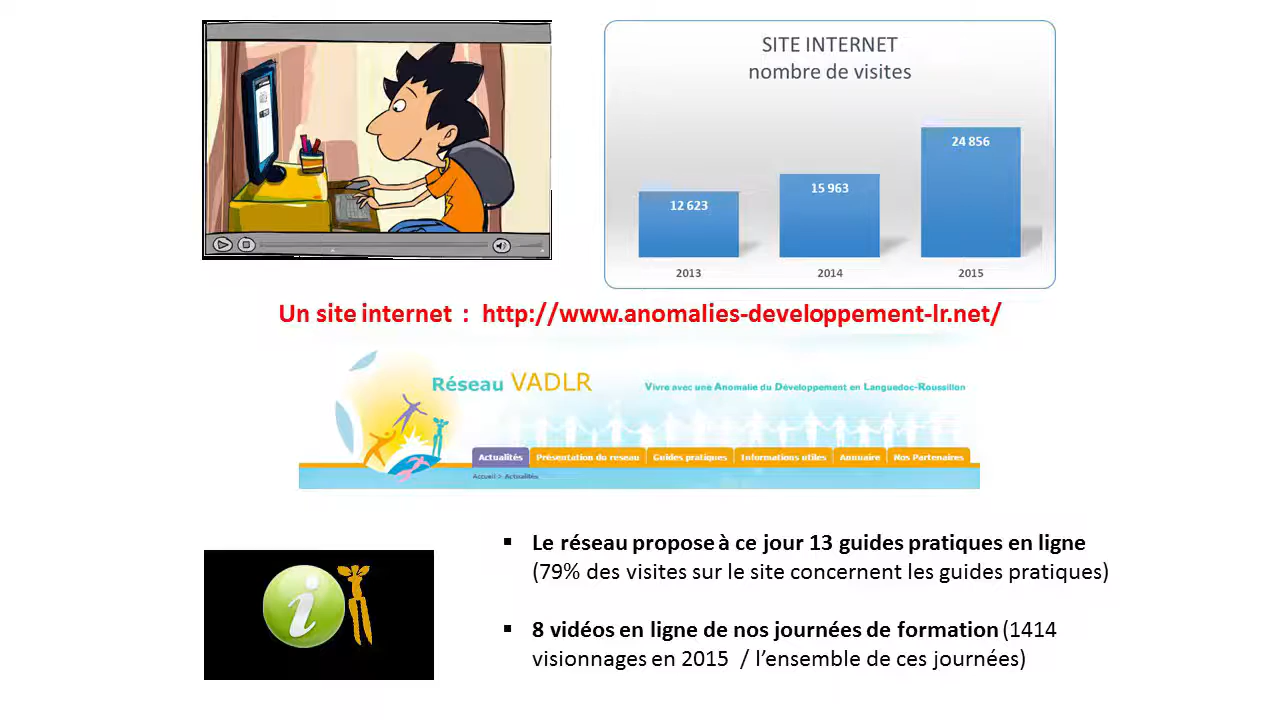 SITE INTERNET
nombre de visites
24 856
15 963
12 623
2013
2014
2015
Un site internet : http://www.anomalies-developpement-lr.net/
Réseau VADLR
Vivre avec une Anomalie du Développement en Languedoc-Roussillon
Actualités
Présentation du reseau
Guides pratiques
Informations utiles
Annuaire
Nos Partenaires
Accueil > Actualités
i
▪ Le réseau propose à ce jour 13 guides pratiques en ligne
(79% des visites sur le site concernent les guides pratiques)
▪ 8 vidéos en ligne de nos journées de formation (1414
visionnages en 2015 / l’ensemble de ces journées)